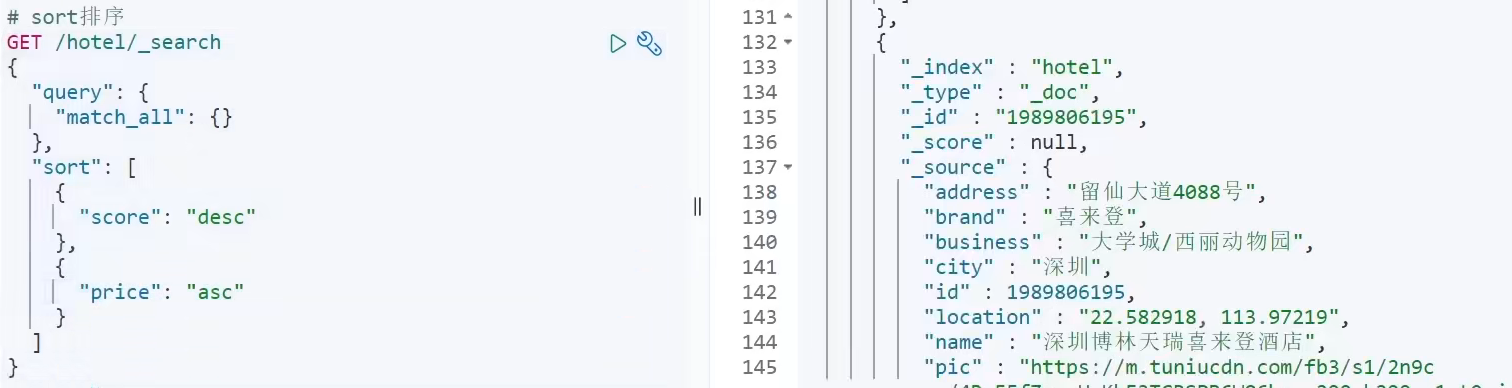 # sort排序
GET /hotel/_search
{
"query": {
"match_all": {}
},
"sort": [
{
"score": "desc"
},
{
"price": "asc"
}
]
}
131
},
132
{
133
"_index" : "hotel",
134
"_type" : "_doc",
135
"_id" : "1989806195",
136
"_score" : null,
137
"_source" : {
138
"address" : "留仙大道4088号",
139
"brand" : "喜来登",
140
"business" : "大学城/西丽动物园",
141
"city" : "深圳",
142
"id" : 1989806195,
143
"location" : "22.582918, 113.97219",
144
"name" : "深圳博林天瑞喜来登酒店",
145
"pic" : "https://m.tuniucdn.com/fb3/s1/2n9c